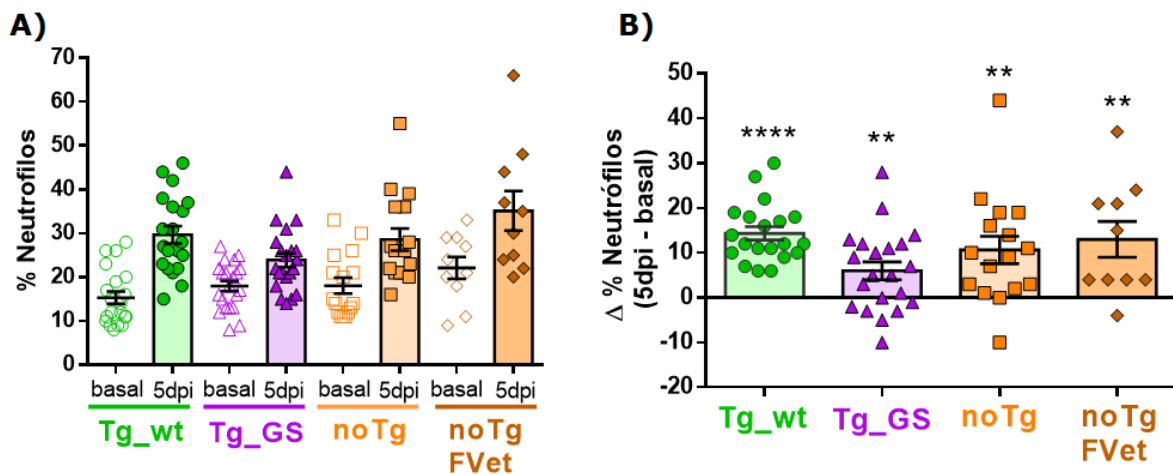 A)
% Neutrofilos
70
60
50
40
30
20
10
0
basal 5dpi basal 5dpi basal 5dpi basal 5dpi
Tg_wt Tg_GS noTg noTg
FVet
B)
Δ % Neutrófilos
(5dpi - basal)
50
40
30
20
10
0
-10
-20
**** ** ** **
Tg_wt Tg_GS noTg noTg
FVet